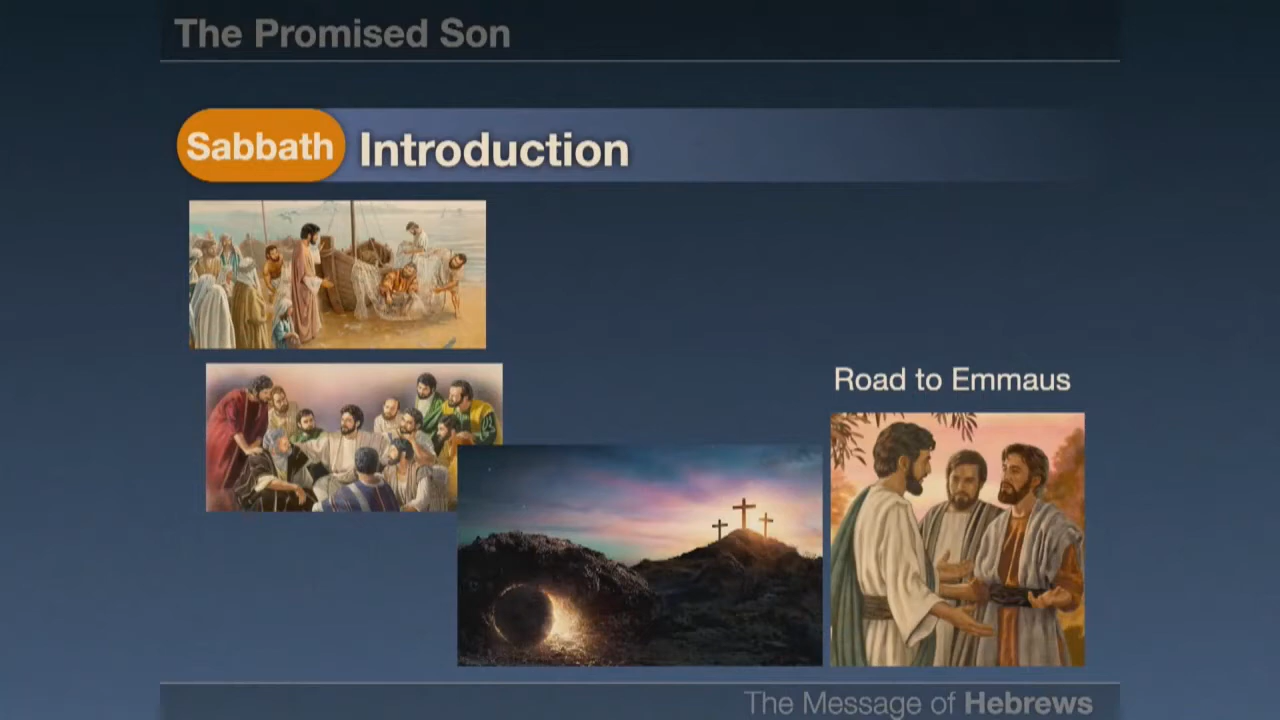 The Promised Son
Sabbath Introduction
Road to Emmaus
The Message of Hebrews